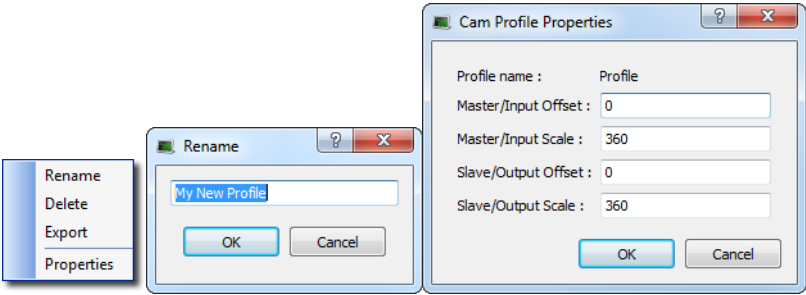 Rename
Delete
Export
Properties
Rename
?
My New Profile
OK Cancel
Cam Profile Properties
?
Profile name : Profile
Master/Input Offset : 0
Master/Input Scale : 360
Slave/Output Offset : 0
Slave/Output Scale : 360
OK Cancel